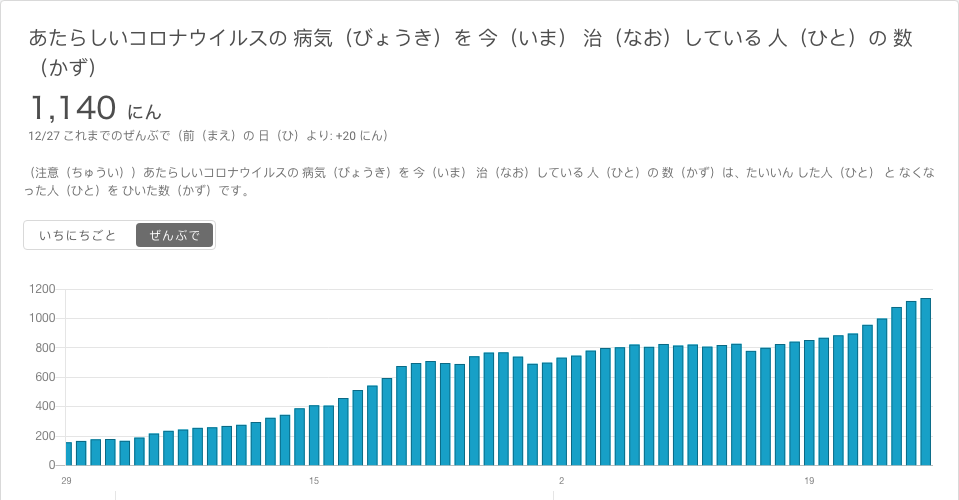 あたらしいコロナウイルスの 病気（びょうき）を 今（いま） 治（なお）している 人（ひと）の 数
（かず）
1,140 にん
12/27 これまでのぜんぶで（前（まえ）の 日（ひ）より: +20 にん）
（注意（ちゅうい））あたらしいコロナウイルスの 病気（びょうき）を 今（いま） 治（なお）している 人（ひと）の 数（かず）は、たいいん した人（ひと） と なくな
った人（ひと）を ひいた数（かず）です。
いちにちごと ぜんぶで
1200
1000
800
600
400
200
0
29 15 2 19